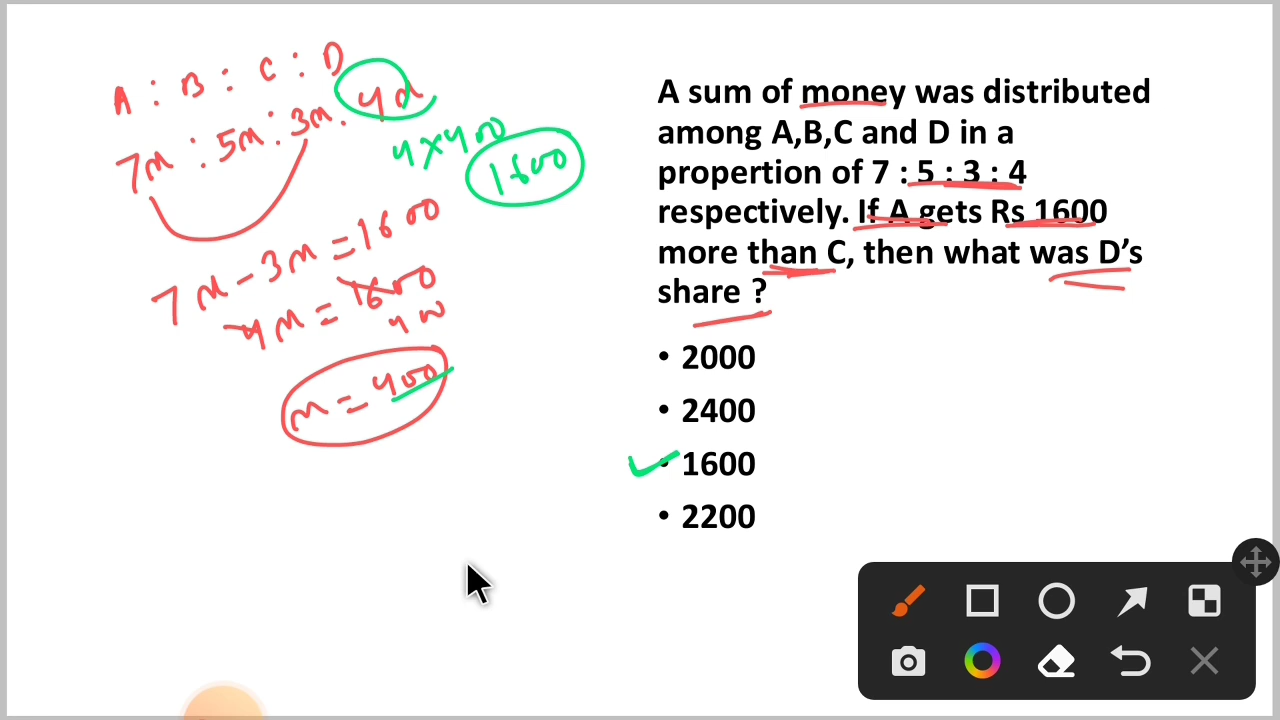 A : B : C : D
7M : 5M : 3M : 4d
4 x 400
1600
7M - 3M = 1600
4M = 1600
400
M = 400
A sum of money was distributed
among A,B,C and D in a
propertion of 7 : 5 : 3 : 4
respectively. If A gets Rs 1600
more than C, then what was D’s
share ?
• 2000
• 2400
• 1600
• 2200